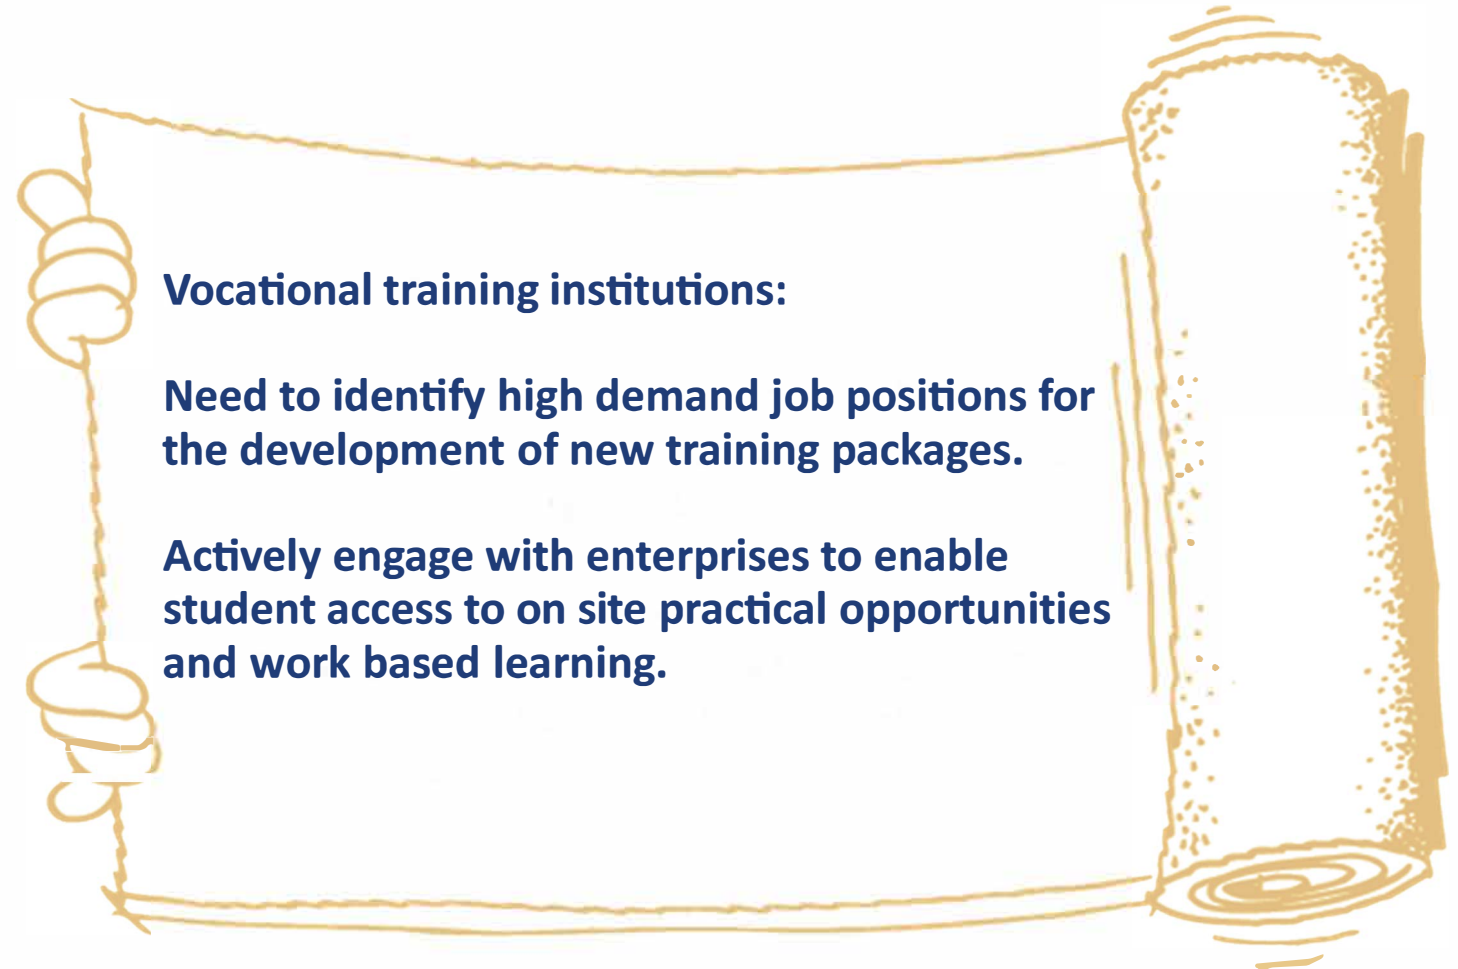 Vocational training institutions:
Need to identify high demand job positions for
the development of new training packages.
Actively engage with enterprises to enable
student access to on site practical opportunities
and work based learning.